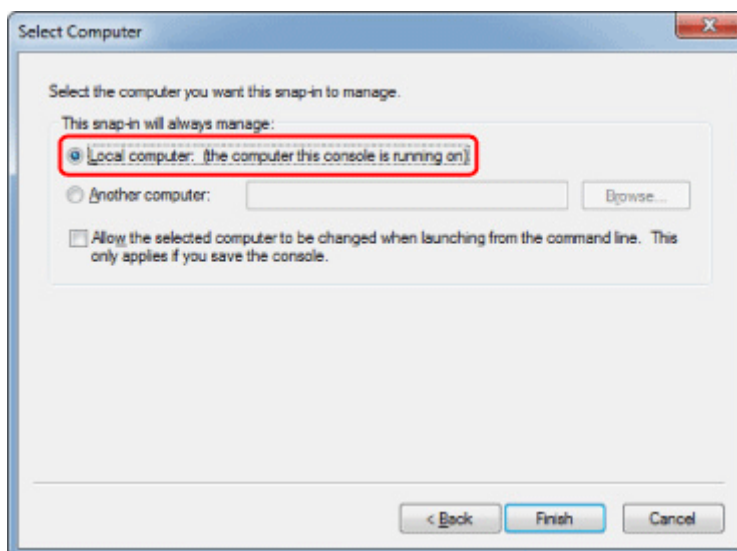 Select Computer
Select the computer you want this snap-in to manage.
This snap-in will always manage:
Local computer: (the computer this console is running on)
Another computer:
Browse...
Allow the selected computer to be changed when launching from the command line. This
only applies if you save the console.
< Back
Finish
Cancel